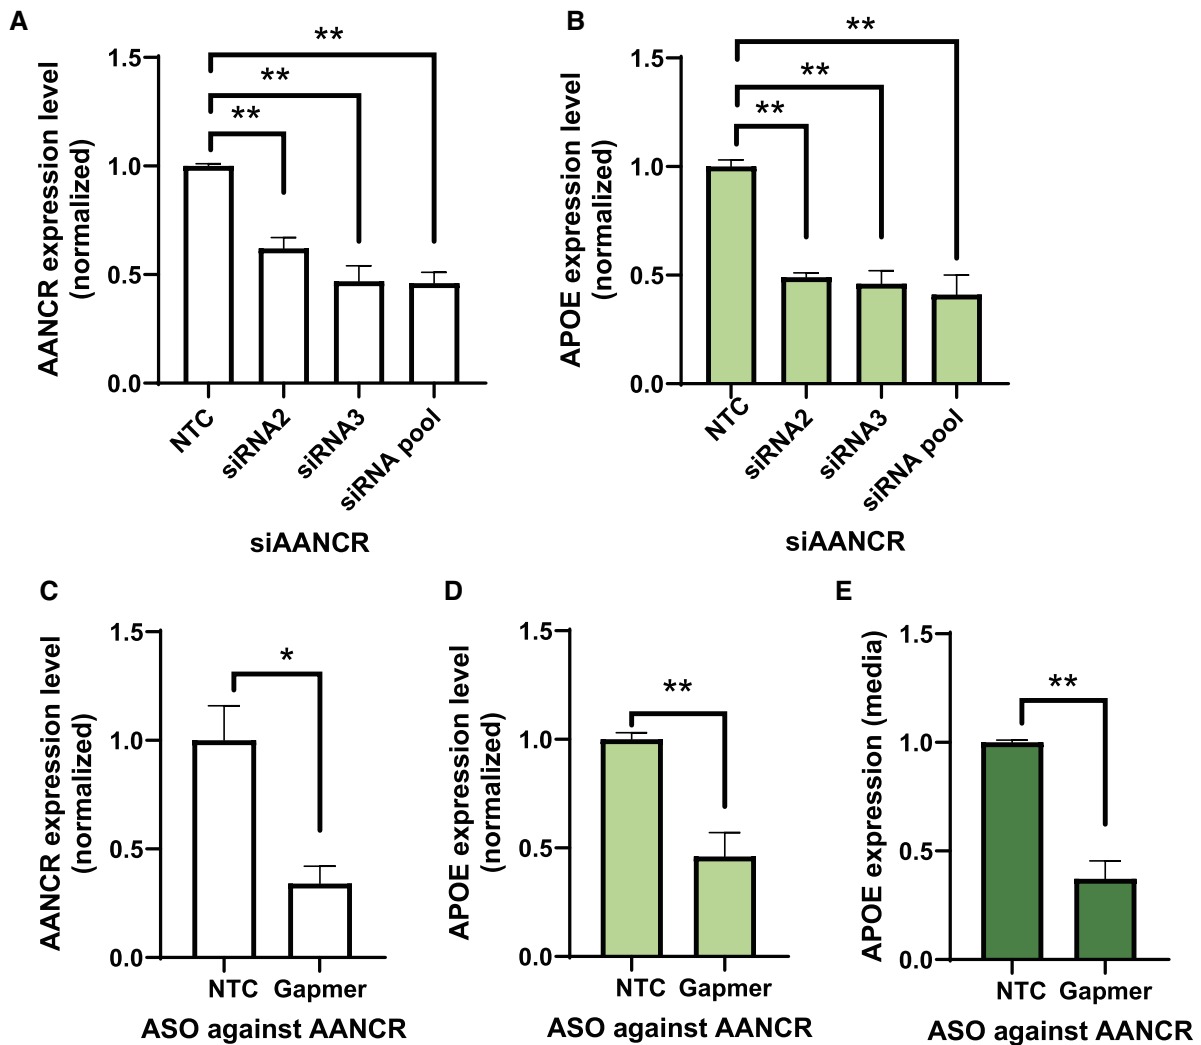 A
AANCR expression level
(normalized)
1.5
1.0
0.5
0.0
**
**
**
NTC
siRNA2
siRNA3
siRNA pool
siAANCR
B
APOE expression level
(normalized)
1.5
1.0
0.5
0.0
**
**
**
NTC
siRNA2
siRNA3
siRNA pool
siAANCR
C
AANCR expression level
(normalized)
1.5
1.0
0.5
0.0
*
NTC Gapmer
ASO against AANCR
D
APOE expression level
(normalized)
1.5
1.0
0.5
0.0
**
NTC Gapmer
ASO against AANCR
E
APOE expression (media)
1.5
1.0
0.5
0.0
**
NTC Gapmer
ASO against AANCR